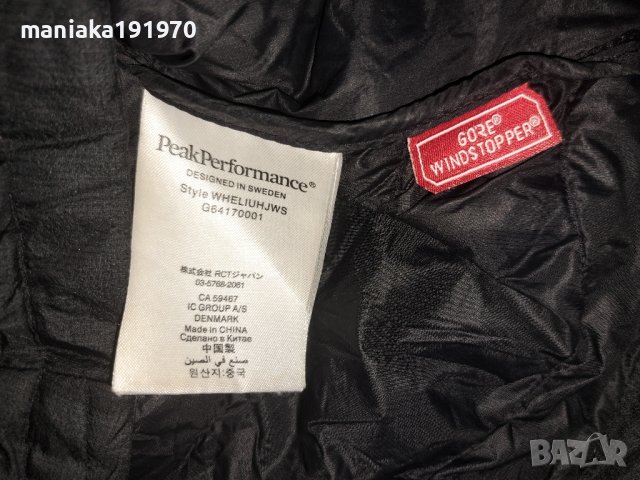 maniaka191970
PeakPerformance®
DESIGNED IN SWEDEN
Style WHELIUHJWS
G64170001
株式会社 RCTジャパン
03-5768-2061
CA 59467
IC GROUP A/S
DENMARK
Made in CHINA
Сделано в Китае
中国製
صنع في الصين
원산지:중국
GORE®
WINDSTOPPER®
BAZAR